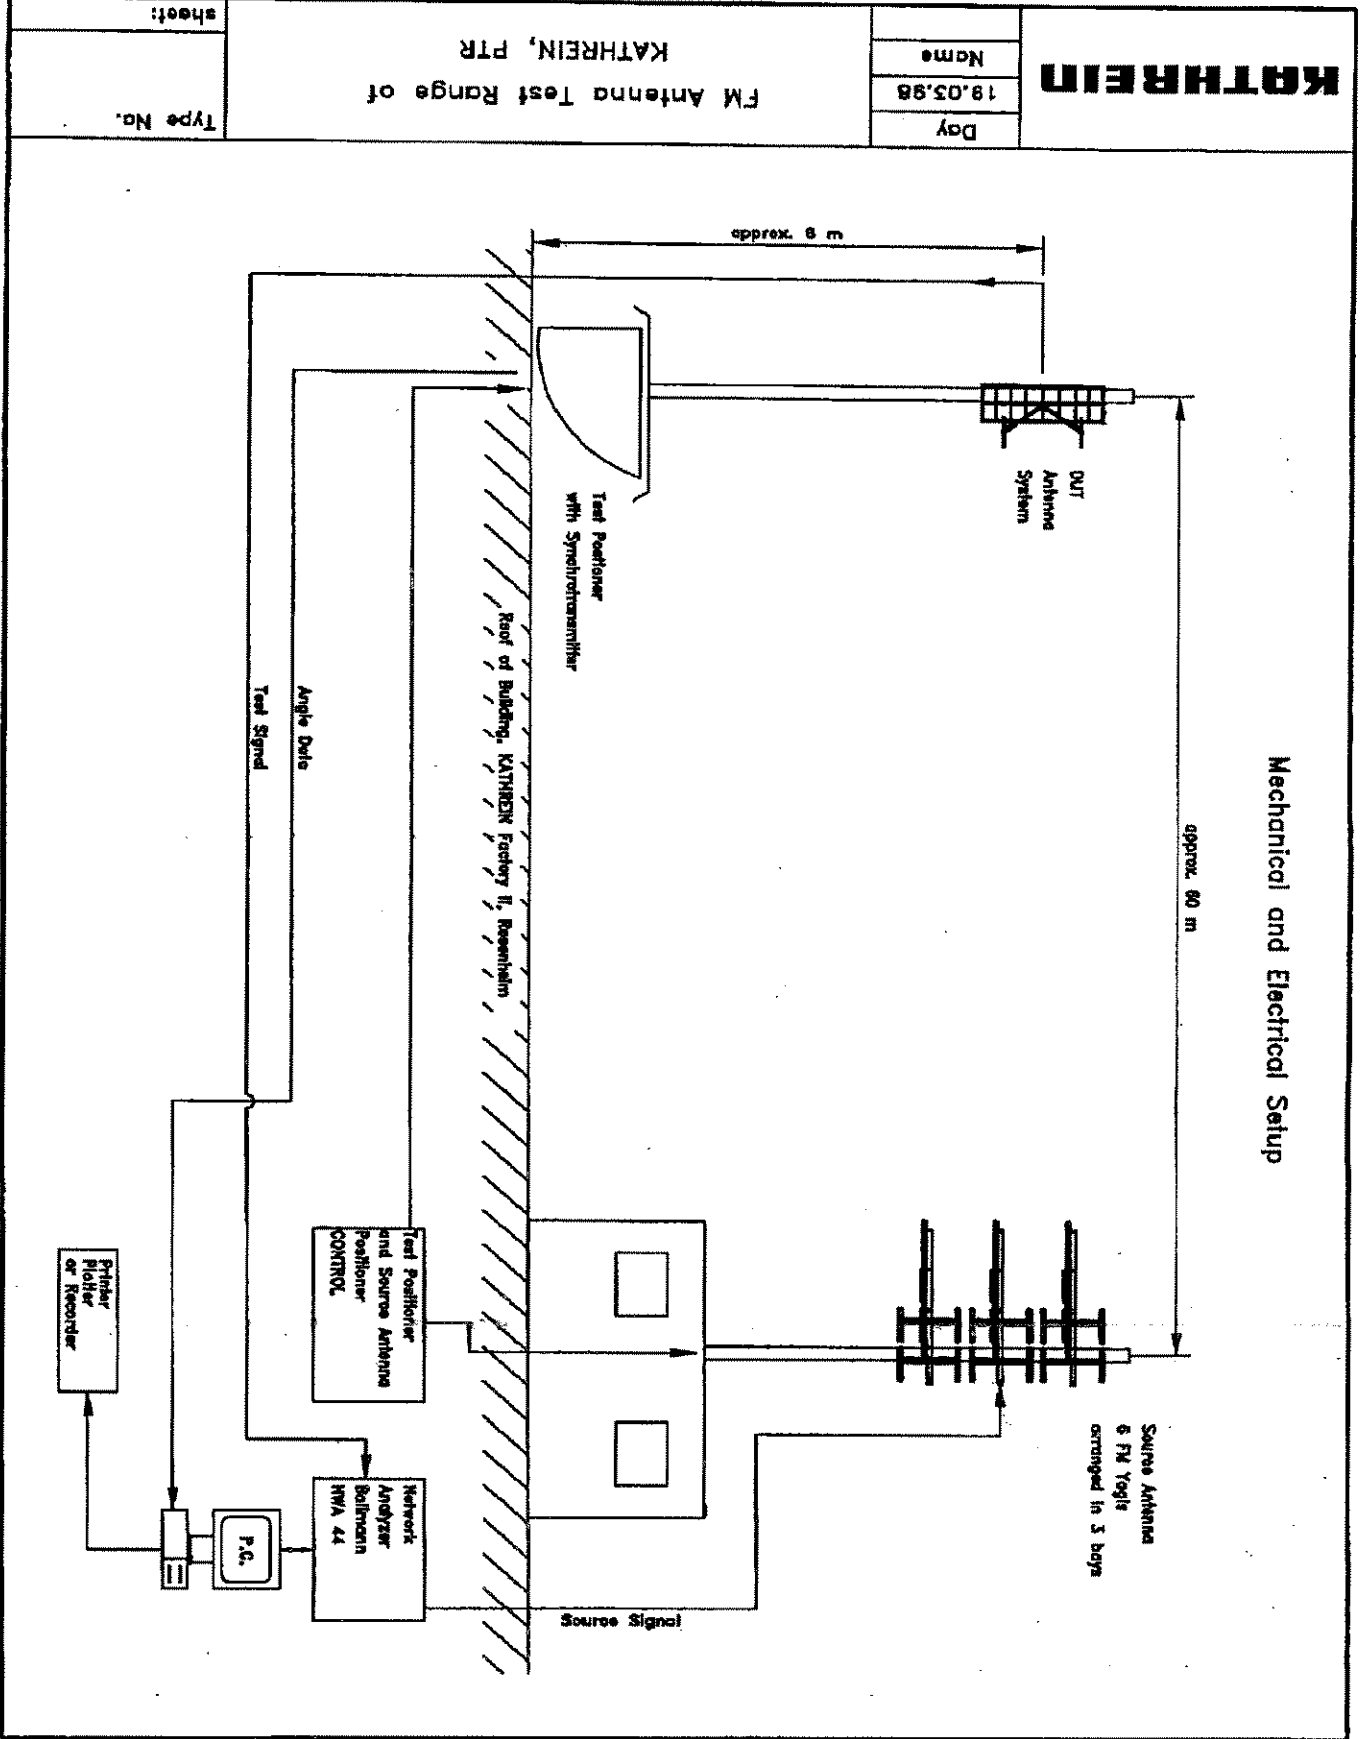 Mechanical and Electrical Setup
approx. 60 m
DUT
Antenna
System
Source Antenna
6 FM Yagis
arranged in 3 bays
approx. 6 m
Test Positioner
with Synchrotransmitter
Source Signal
Roof of Building, KATHREIN Factory II, Rosenheim
Test Positioner
and Source Antenna
Positioner
CONTROL
Network
Analyzer
Bollmann
NWA 44
P.C.
Angle Data
Test Signal
Printer
Plotter
or Recorder
KATHREIN
Day
19.03.98
Name
FM Antenna Test Range of
KATHREIN, PTR
Type No.
sheet: